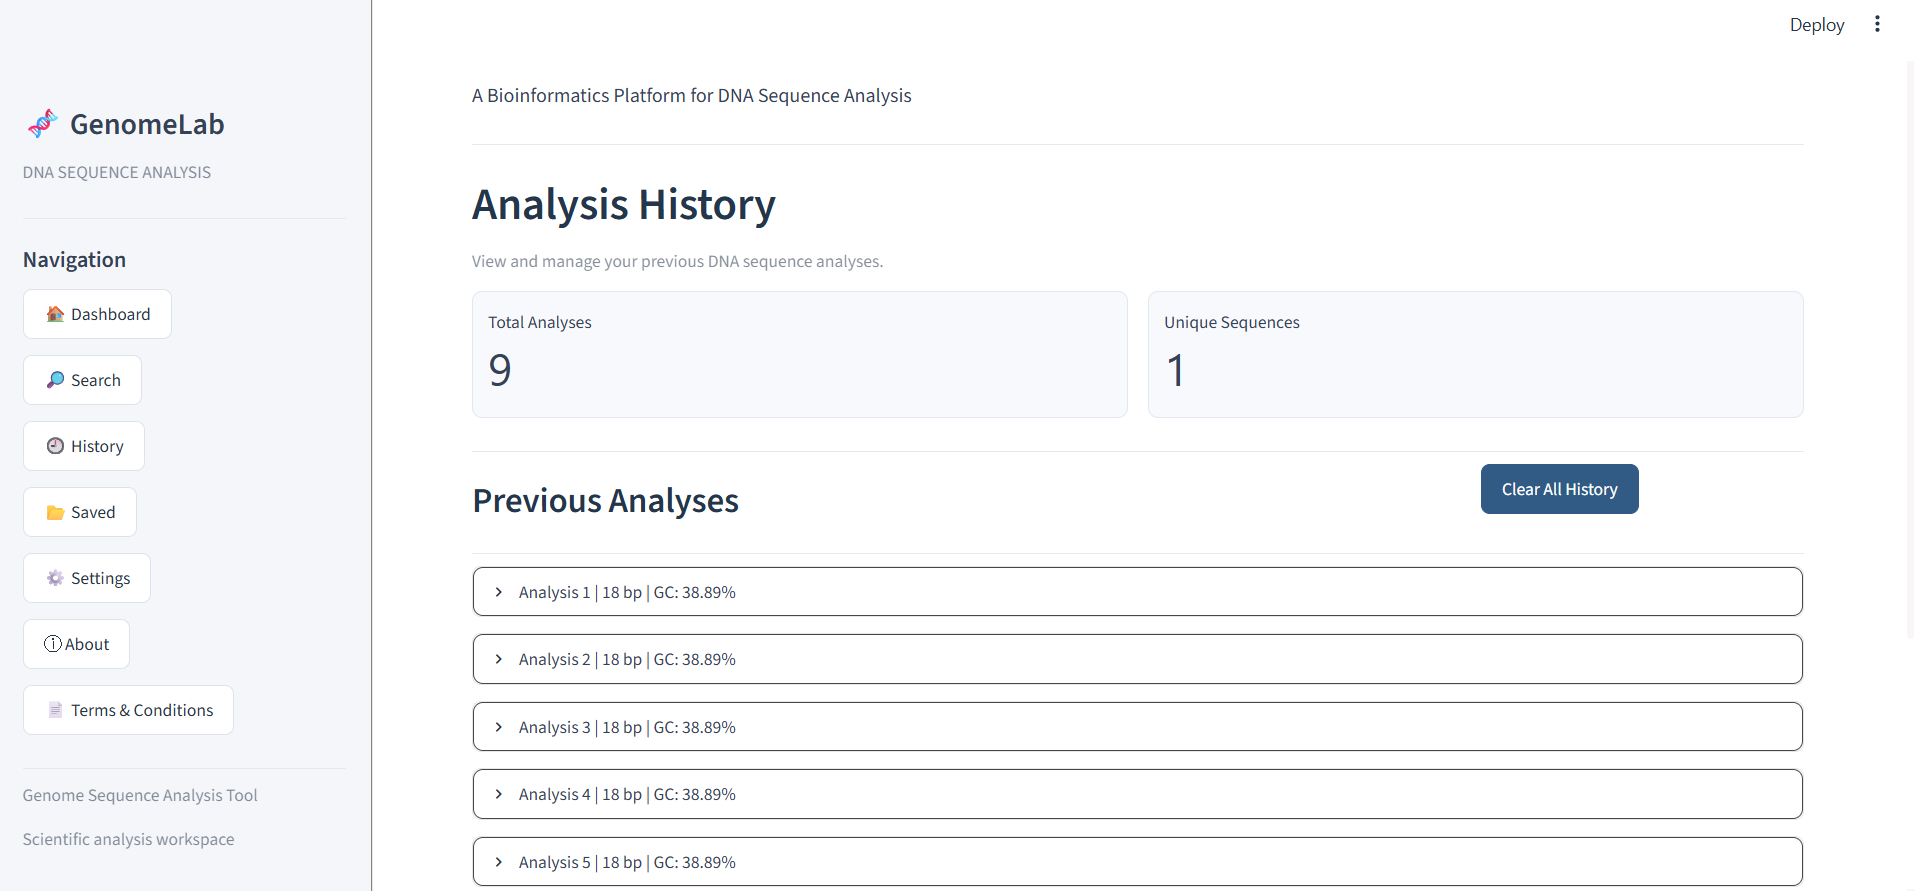 Deploy
GenomeLab
DNA SEQUENCE ANALYSIS
Navigation
Dashboard
Search
History
Saved
Settings
About
Terms & Conditions
Genome Sequence Analysis Tool
Scientific analysis workspace
A Bioinformatics Platform for DNA Sequence Analysis
Analysis History
View and manage your previous DNA sequence analyses.
Total Analyses
9
Unique Sequences
1
Previous Analyses
Clear All History
Analysis 1 | 18 bp | GC: 38.89%
Analysis 2 | 18 bp | GC: 38.89%
Analysis 3 | 18 bp | GC: 38.89%
Analysis 4 | 18 bp | GC: 38.89%
Analysis 5 | 18 bp | GC: 38.89%